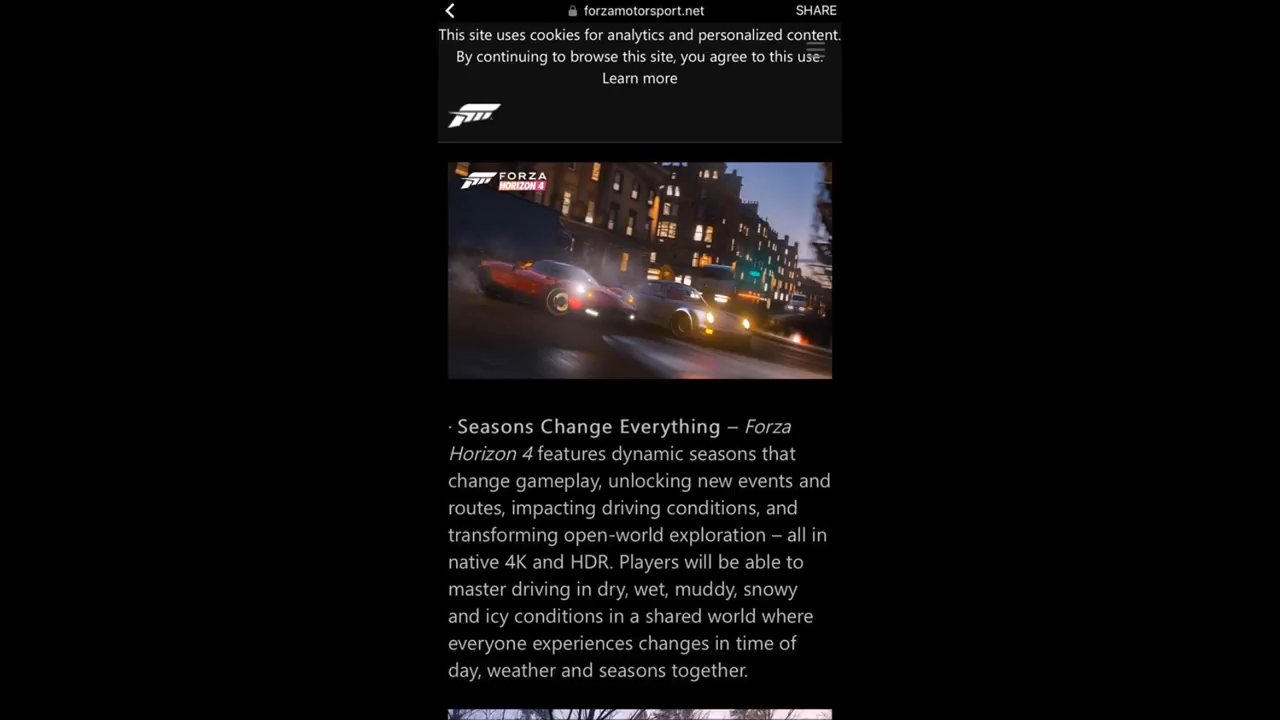 forzamotorsport.net
SHARE
This site uses cookies for analytics and personalized content.
By continuing to browse this site, you agree to this use.
Learn more
FORZA
HORIZON 4
· Seasons Change Everything – Forza
Horizon 4 features dynamic seasons that
change gameplay, unlocking new events and
routes, impacting driving conditions, and
transforming open-world exploration – all in
native 4K and HDR. Players will be able to
master driving in dry, wet, muddy, snowy
and icy conditions in a shared world where
everyone experiences changes in time of
day, weather and seasons together.